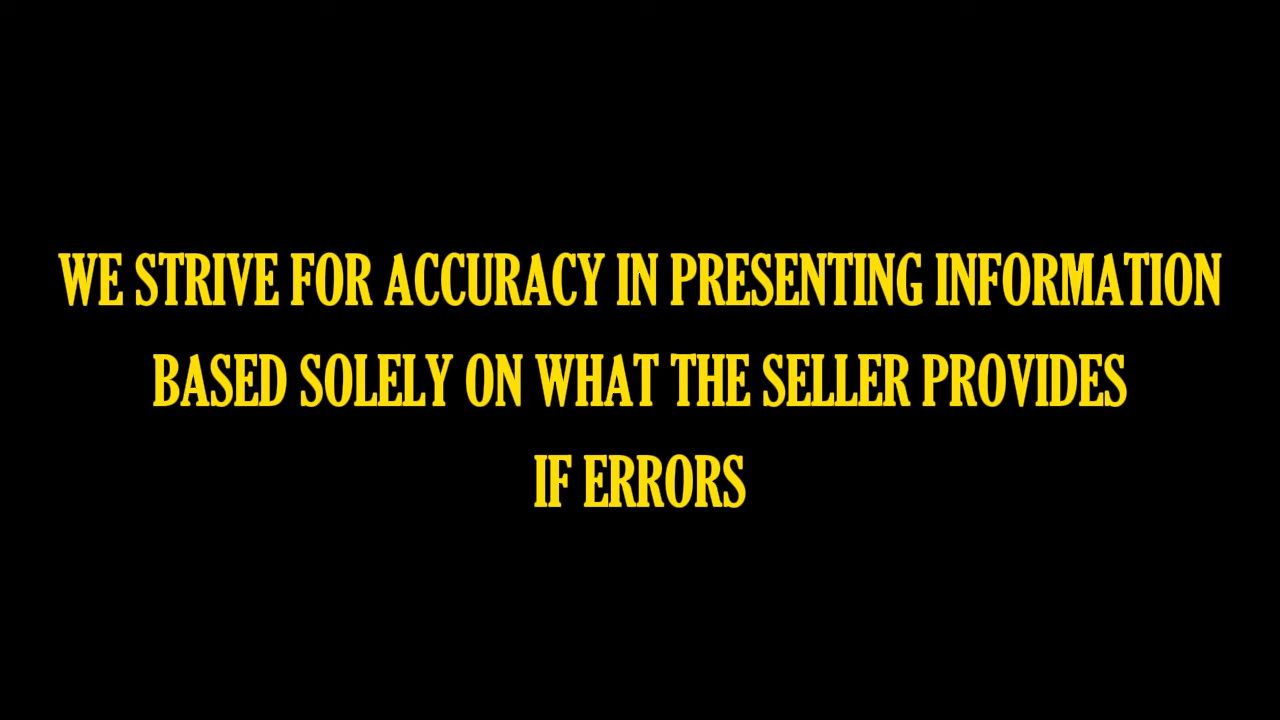 WE STRIVE FOR ACCURACY IN PRESENTING INFORMATION
BASED SOLELY ON WHAT THE SELLER PROVIDES
IF ERRORS